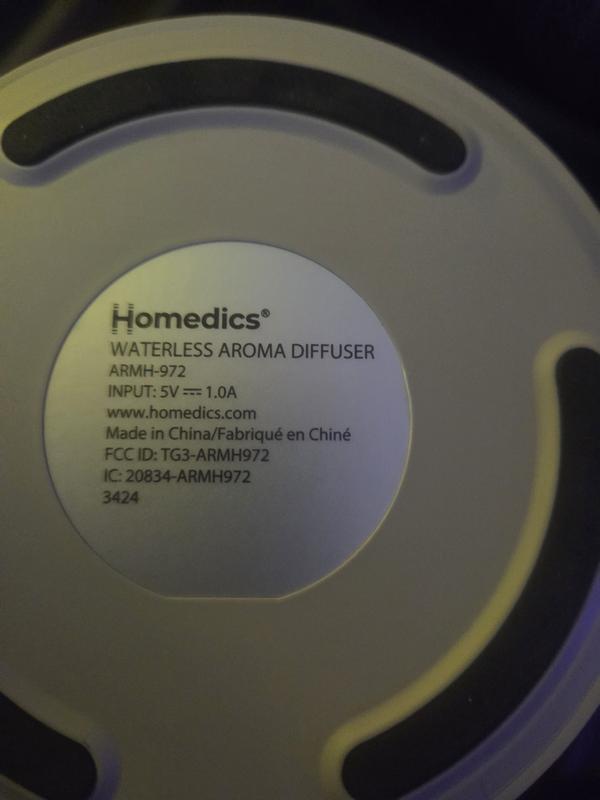 Homedics®
WATERLESS AROMA DIFFUSER
ARMH-972
INPUT: 5V ⎓ 1.0A
www.homedics.com
Made in China/Fabriqué en Chiné
FCC ID: TG3-ARMH972
IC: 20834-ARMH972
3424